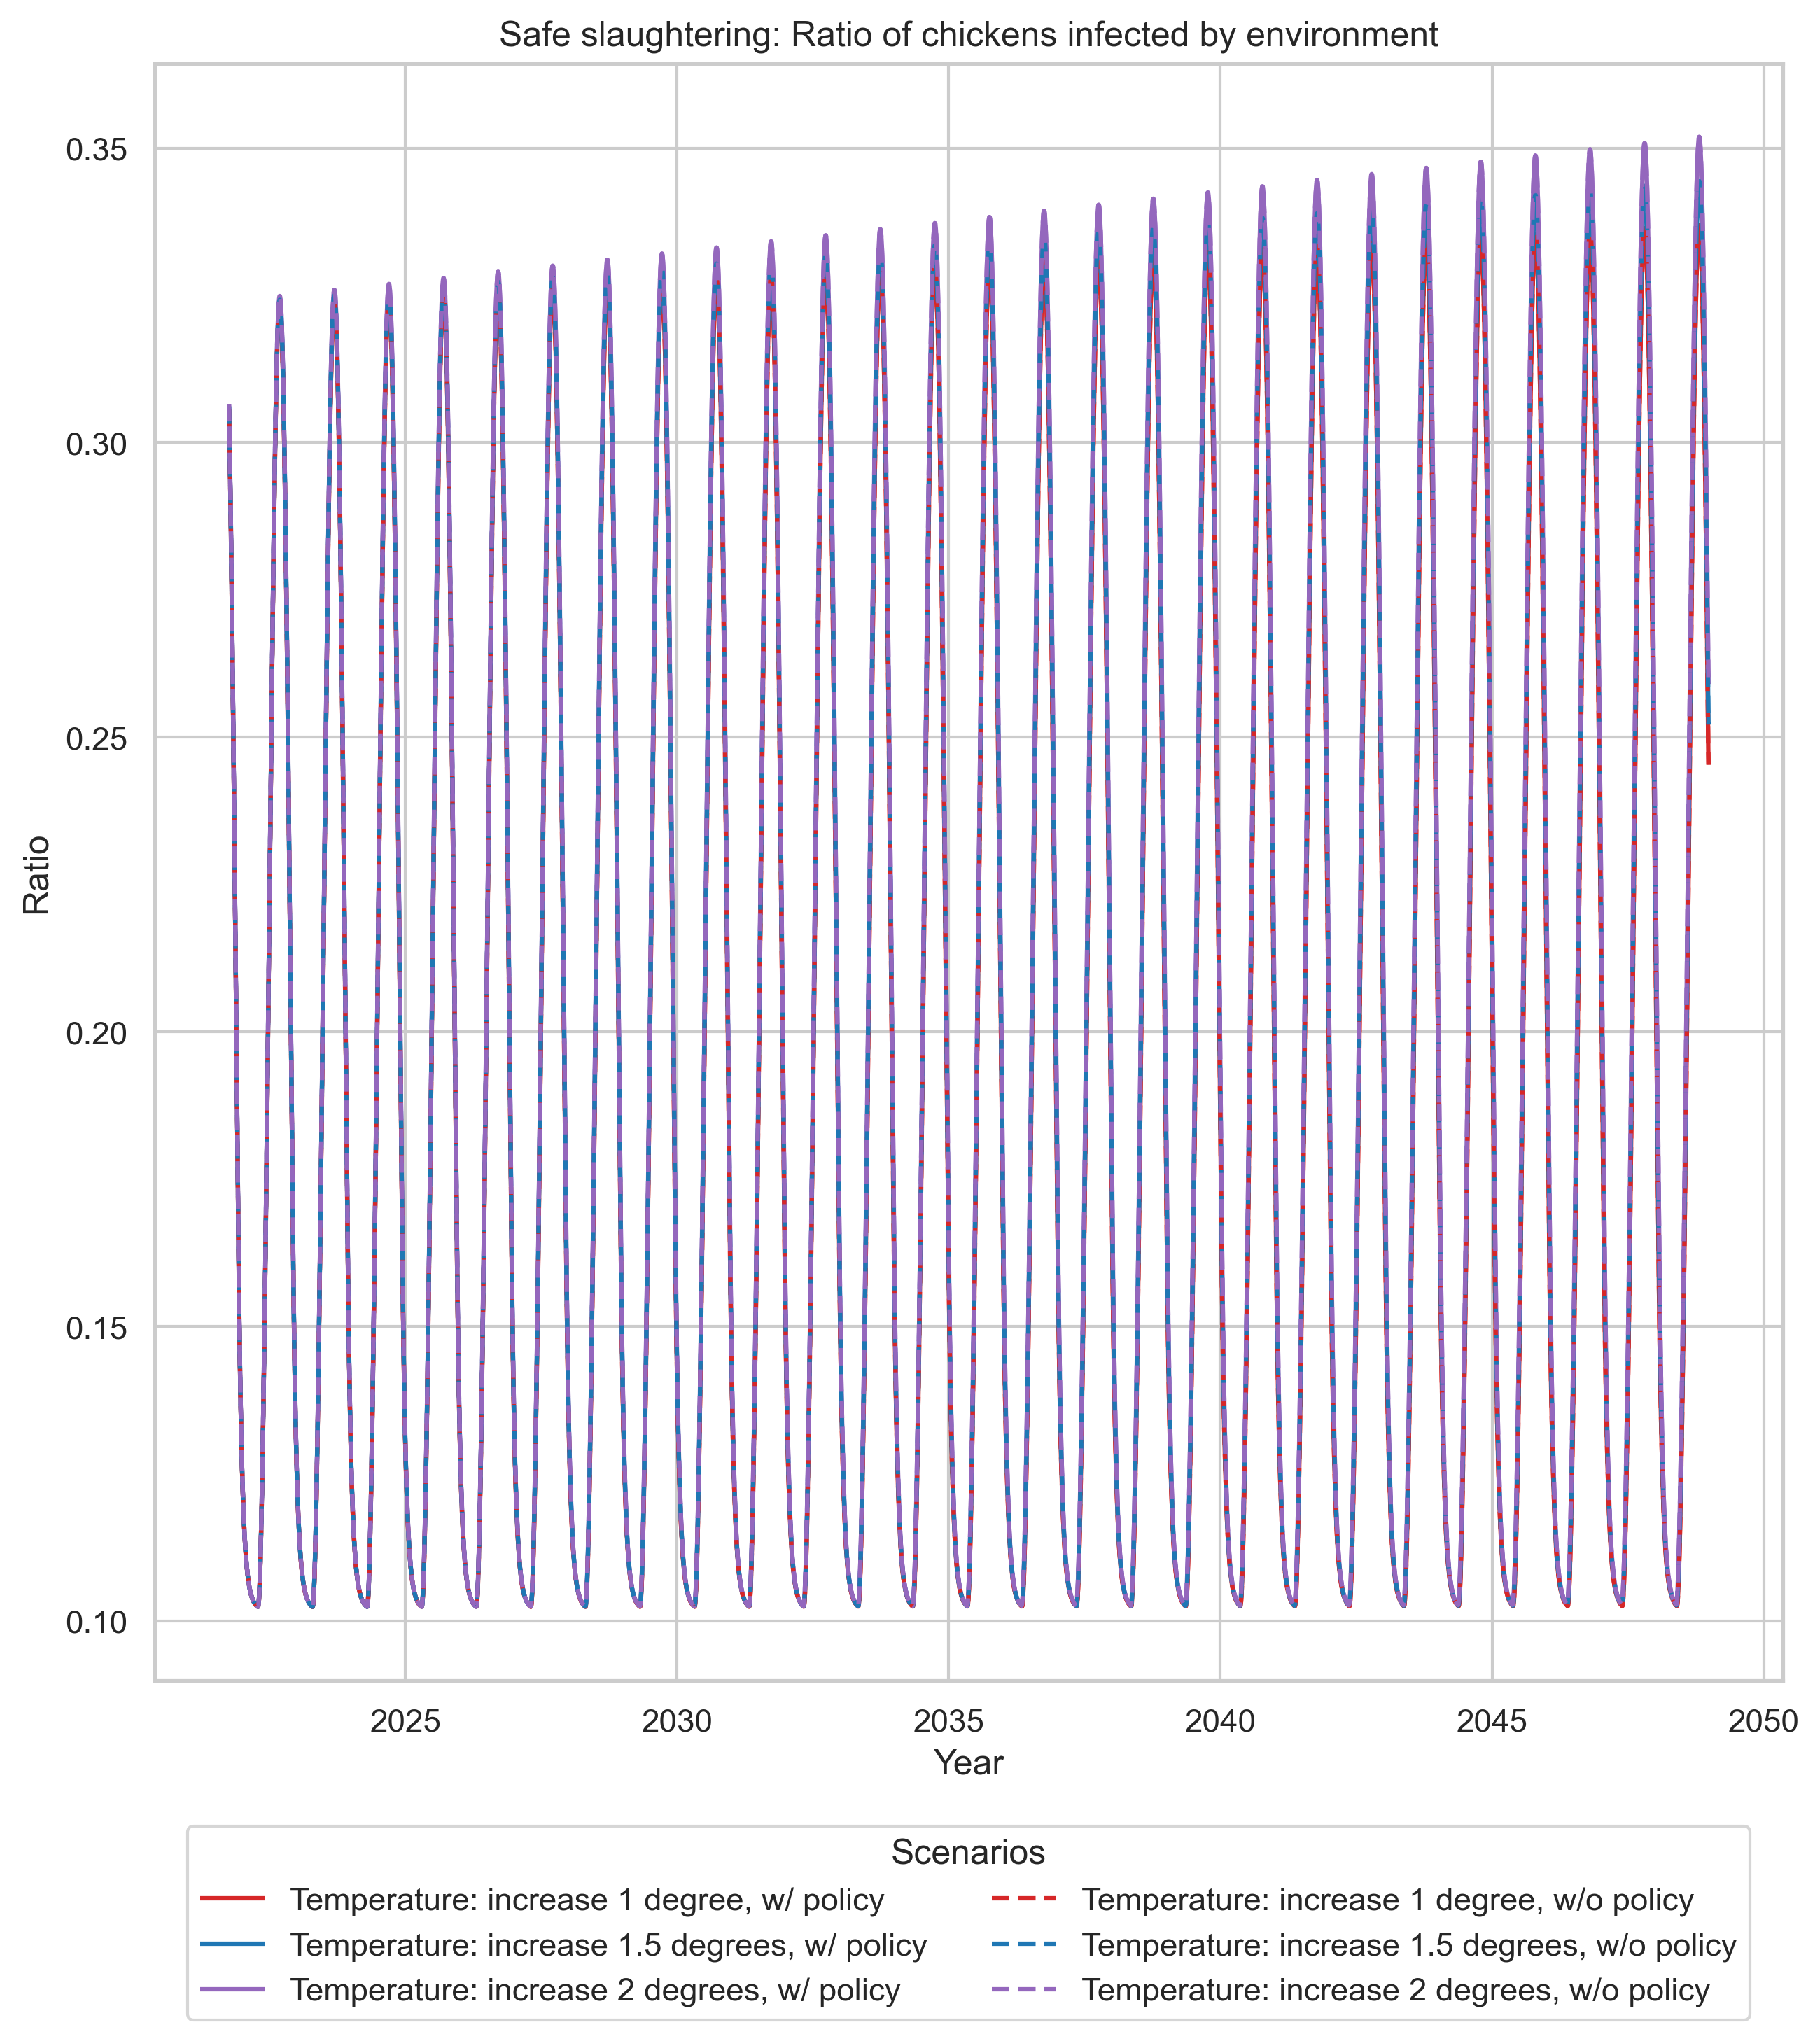 Safe slaughtering: Ratio of chickens infected by environment
0.35
0.30
0.25
0.20
0.15
0.10
Ratio
2025 2030 2035 2040 2045 2050
Year
Scenarios
Temperature: increase 1 degree, w/ policy
Temperature: increase 1.5 degrees, w/ policy
Temperature: increase 2 degrees, w/ policy
Temperature: increase 1 degree, w/o policy
Temperature: increase 1.5 degrees, w/o policy
Temperature: increase 2 degrees, w/o policy